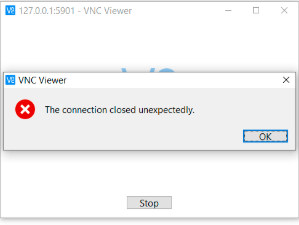 127.0.0.1:5901 - VNC Viewer
VNC Viewer
The connection closed unexpectedly.
OK
Stop